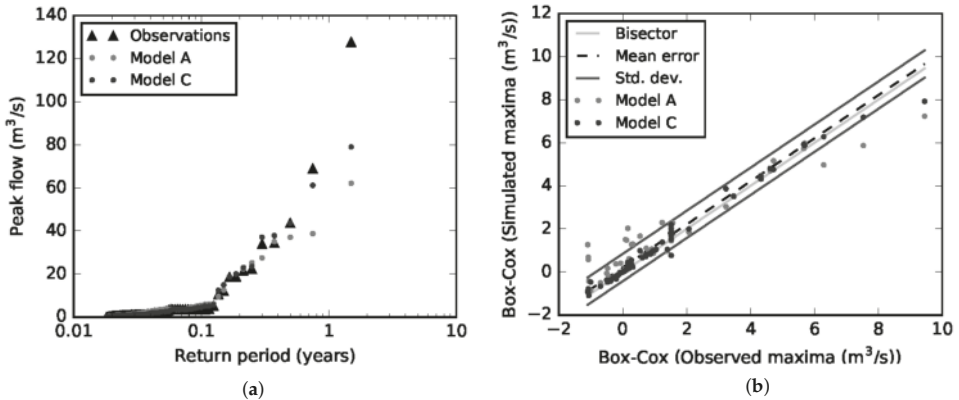 140
120
100
80
60
40
20
0
0.01
0.1
1
10
Peak flow (m³/s)
Return period (years)
Observations
Model A
Model C
(a)
12
10
8
6
4
2
0
−2
−2
0
2
4
6
8
10
Box-Cox (Simulated maxima (m³/s))
Box-Cox (Observed maxima (m³/s))
Bisector
Mean error
Std. dev.
Model A
Model C
(b)